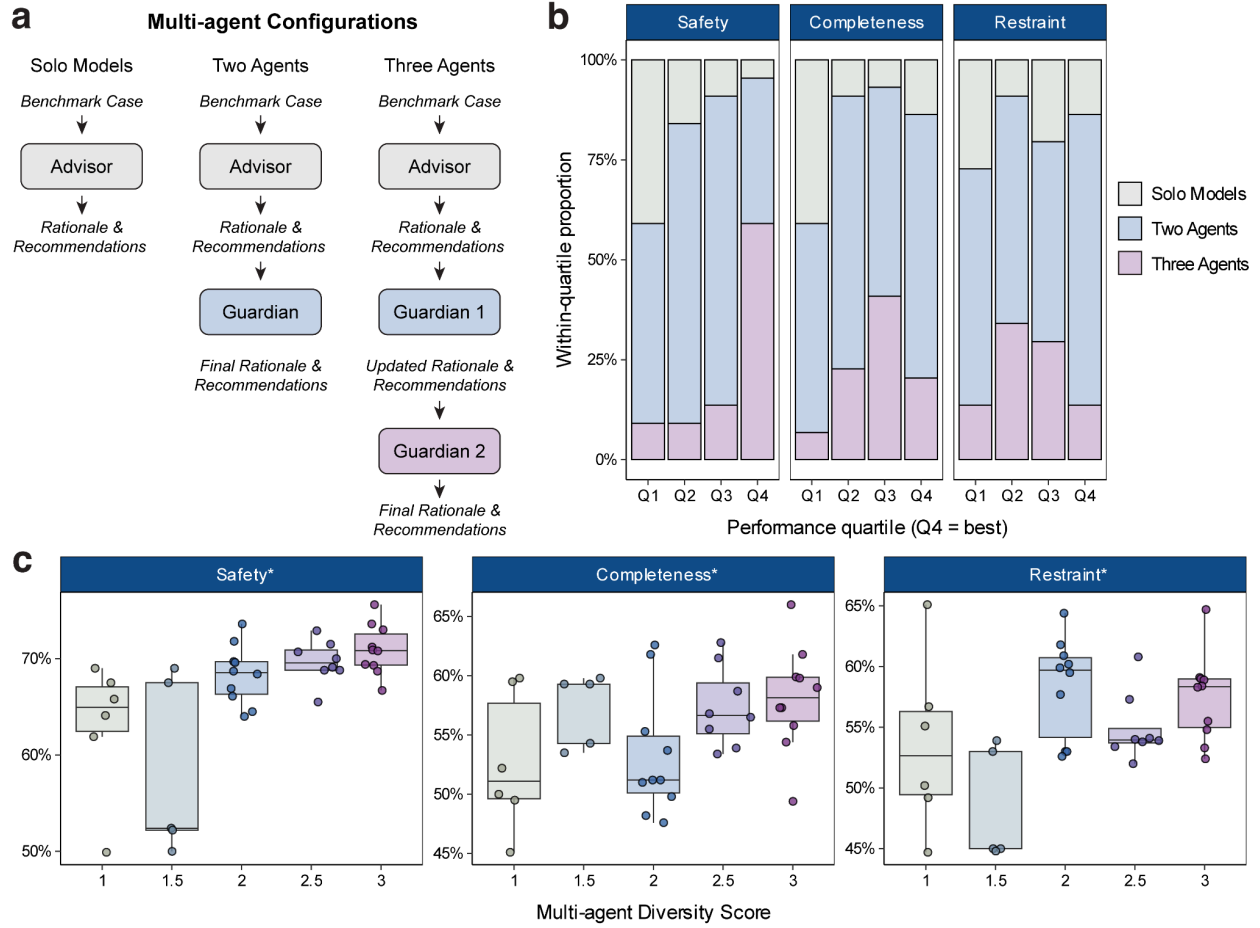 a
Multi-agent Configurations
Solo Models
Two Agents
Three Agents
Benchmark Case
Benchmark Case
Benchmark Case
Advisor
Advisor
Advisor
Rationale &
Recommendations
Rationale &
Recommendations
Rationale &
Recommendations
Guardian
Guardian 1
Final Rationale &
Recommendations
Updated Rationale &
Recommendations
Guardian 2
Final Rationale &
Recommendations
b
Safety
Completeness
Restraint
100%
75%
50%
25%
0%
Within-quartile proportion
Q1 Q2 Q3 Q4
Q1 Q2 Q3 Q4
Q1 Q2 Q3 Q4
Performance quartile (Q4 = best)
Solo Models
Two Agents
Three Agents
c
Safety*
70%
60%
50%
1 1.5 2 2.5 3
Completeness*
65%
60%
55%
50%
45%
1 1.5 2 2.5 3
Restraint*
65%
60%
55%
50%
45%
1 1.5 2 2.5 3
Multi-agent Diversity Score